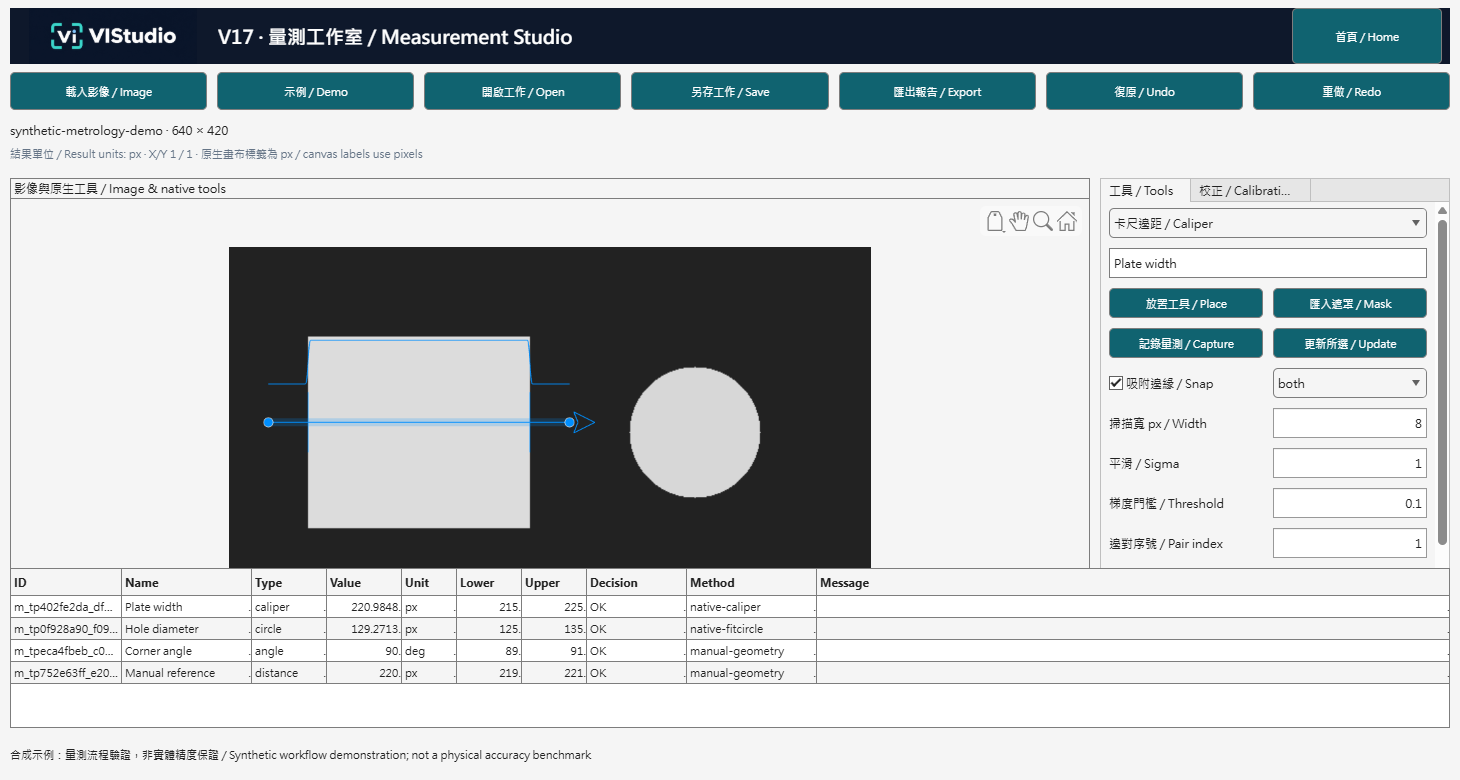 VIStudio V17 · 量測工作室 / Measurement Studio 首頁 / Home
載入影像 / Image 示例 / Demo 開啟工作 / Open 另存工作 / Save 匯出報告 / Export 復原 / Undo 重做 / Redo
synthetic-metrology-demo · 640 × 420
結果單位 / Result units: px · X/Y 1 / 1 · 原生畫布標籤為 px / canvas labels use pixels
影像與原生工具 / Image & native tools
工具 / Tools 校正 / Calibrati...
卡尺邊距 / Caliper
Plate width
放置工具 / Place 匯入遮罩 / Mask
記錄量測 / Capture 更新所選 / Update
吸附邊緣 / Snap both
掃描寬 px / Width 8
平滑 / Sigma 1
梯度門檻 / Threshold 0.1
邊對序號 / Pair index 1
ID Name Type Value Unit Lower Upper Decision Method Message
m_tp402fe2da_df... Plate width caliper 220.9848 px 215 225 OK native-caliper
m_tp0f928a90_f09... Hole diameter circle 129.2713 px 125 135 OK native-fitcircle
m_tpeca4fbeb_c0... Corner angle angle 90 deg 89 91 OK manual-geometry
m_tp752e63ff_e20... Manual reference distance 220 px 219 221 OK manual-geometry
合成示例：量測流程驗證，非實體精度保證 / Synthetic workflow demonstration; not a physical accuracy benchmark